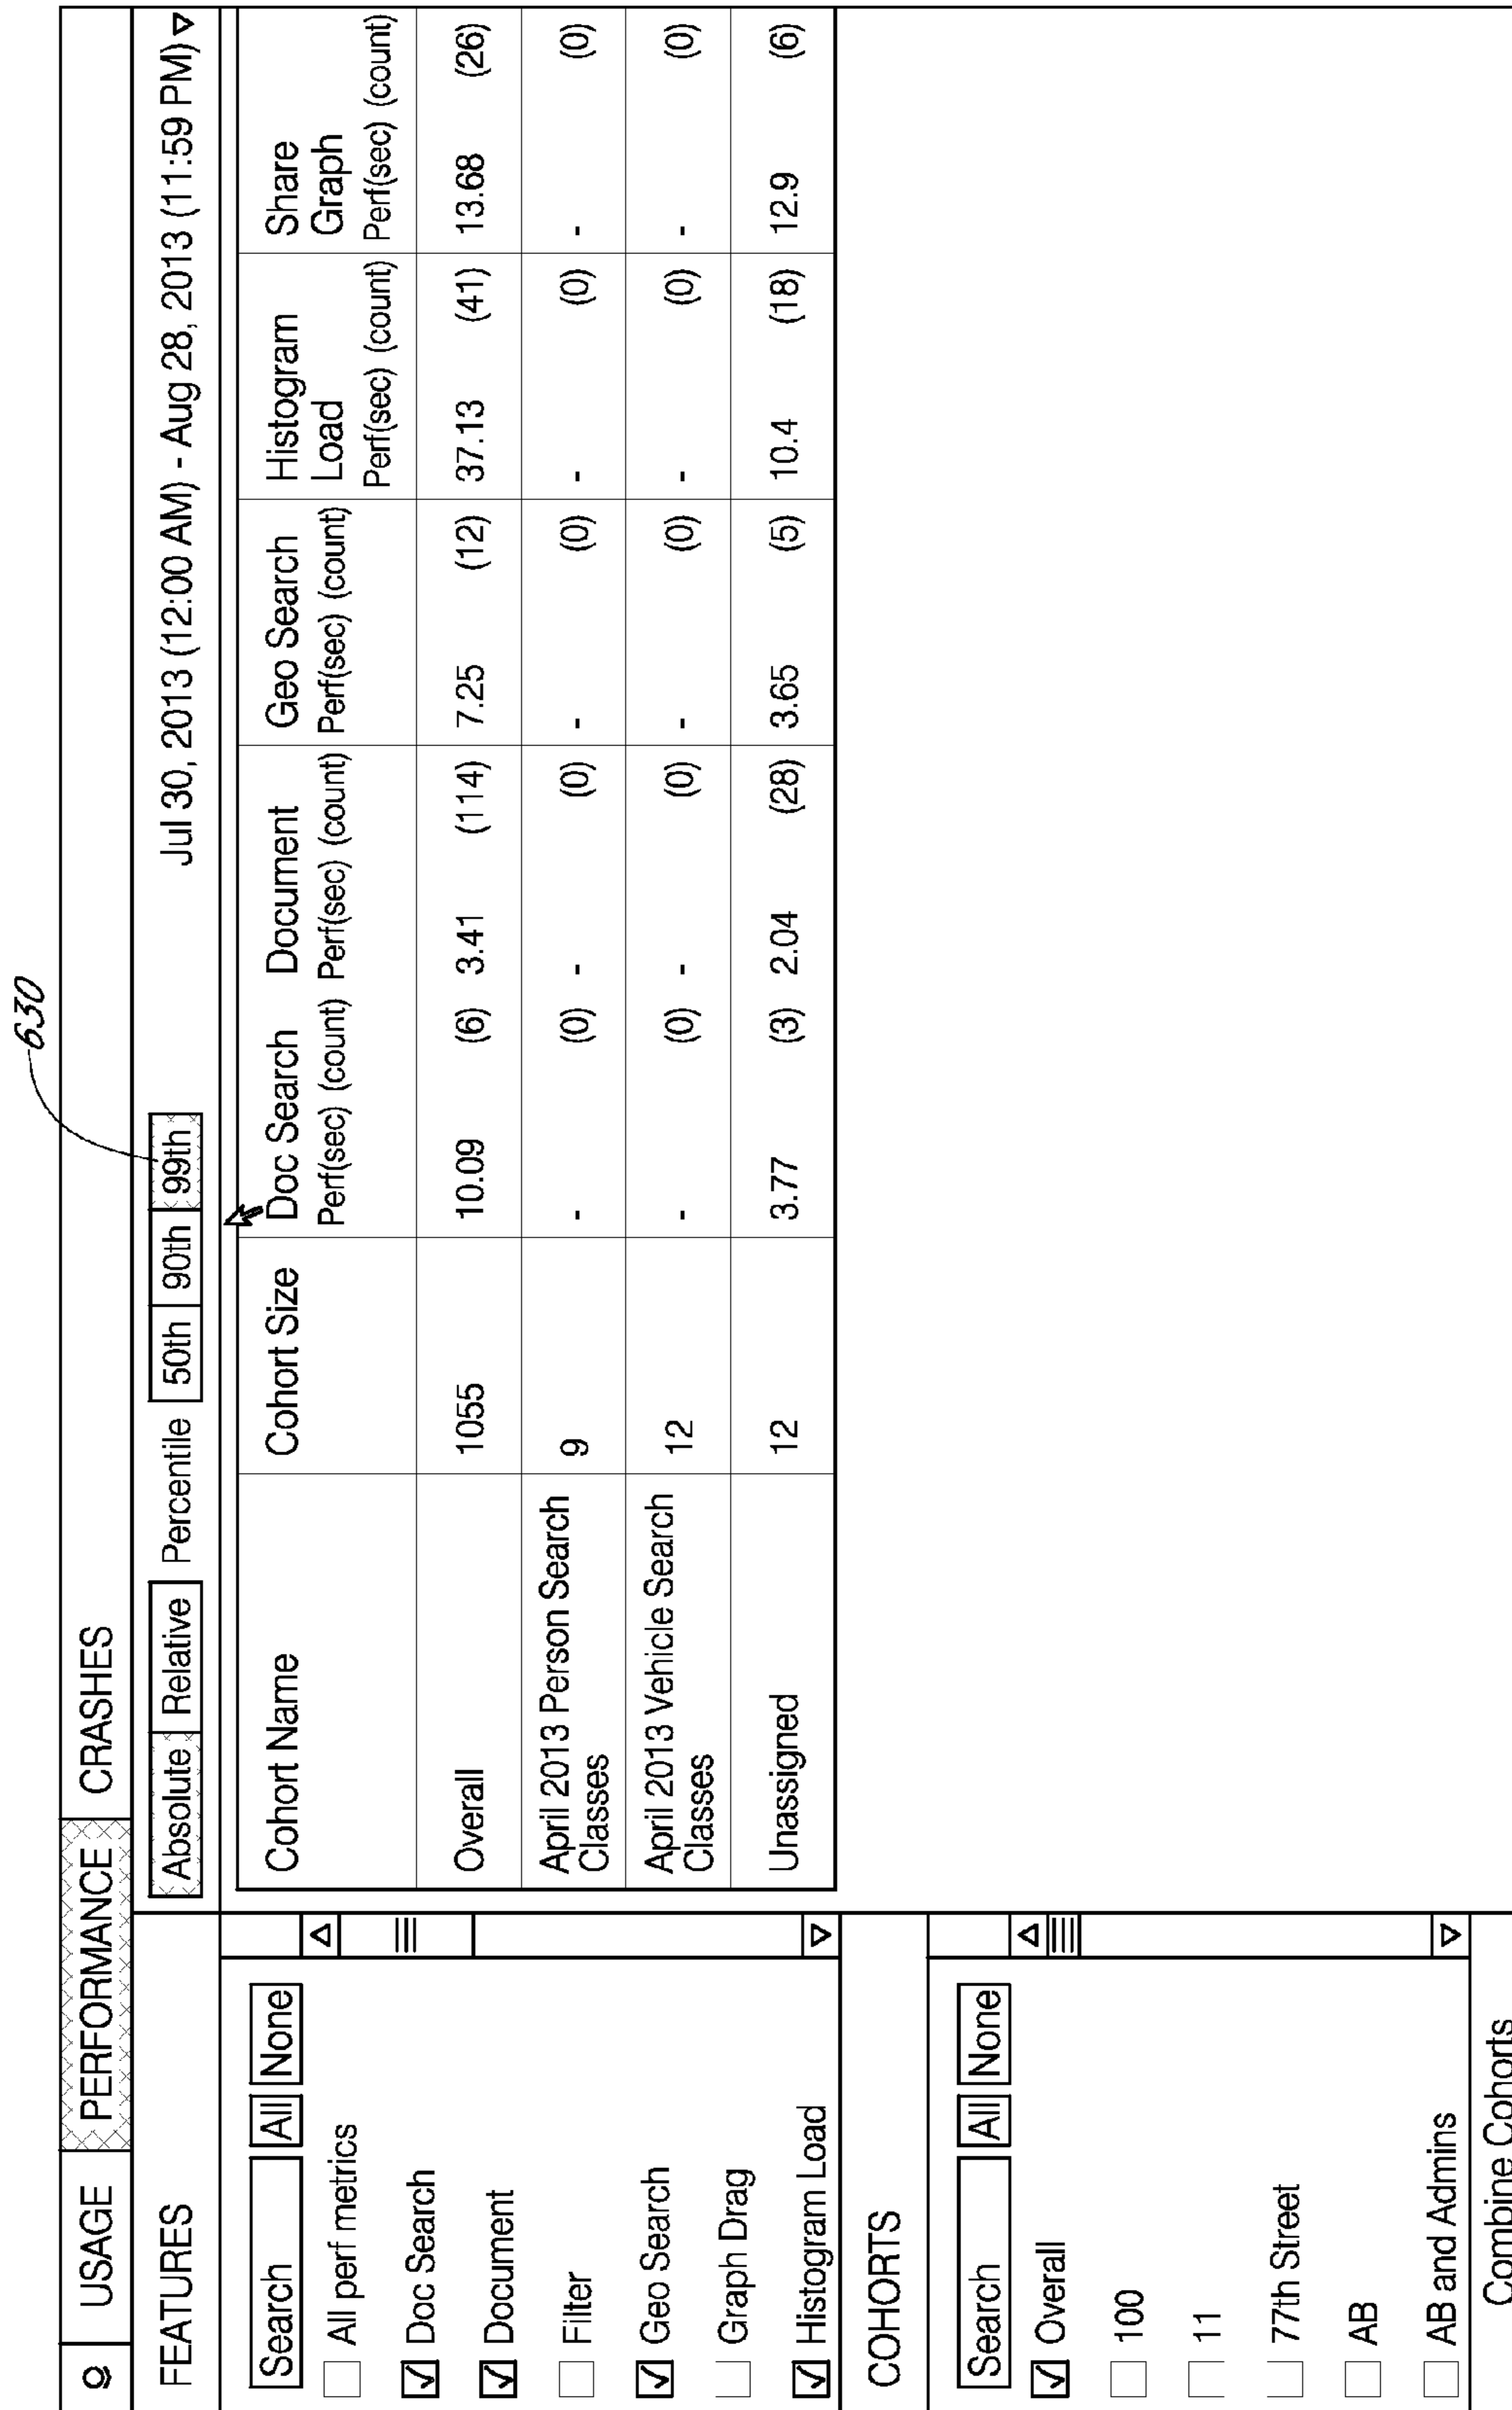 630
USAGE PERFORMANCE CRASHES
FEATURES
Search All None
All perf metrics
Doc Search
Document
Filter
Geo Search
Graph Drag
Histogram Load
COHORTS
Search All None
Overall
100
11
77th Street
AB
AB and Admins
Combine Cohorts
Absolute Relative Percentile 50th 90th 99th Jul 30, 2013 (12:00 AM) - Aug 28, 2013 (11:59 PM)
Cohort Name Cohort Size Doc Search Document Geo Search Histogram Load Share Graph
Perf(sec) (count) Perf(sec) (count) Perf(sec) (count) Perf(sec) (count) Perf(sec) (count)
Overall 1055 10.09 (6) 3.41 (114) 7.25 (12) 37.13 (41) 13.68 (26)
April 2013 Person Search Classes 9 - (0) - (0) - (0) - (0) - (0)
April 2013 Vehicle Search Classes 12 - (0) - (0) - (0) - (0) - (0)
Unassigned 12 3.77 (3) 2.04 (28) 3.65 (5) 10.4 (18) 12.9 (6)